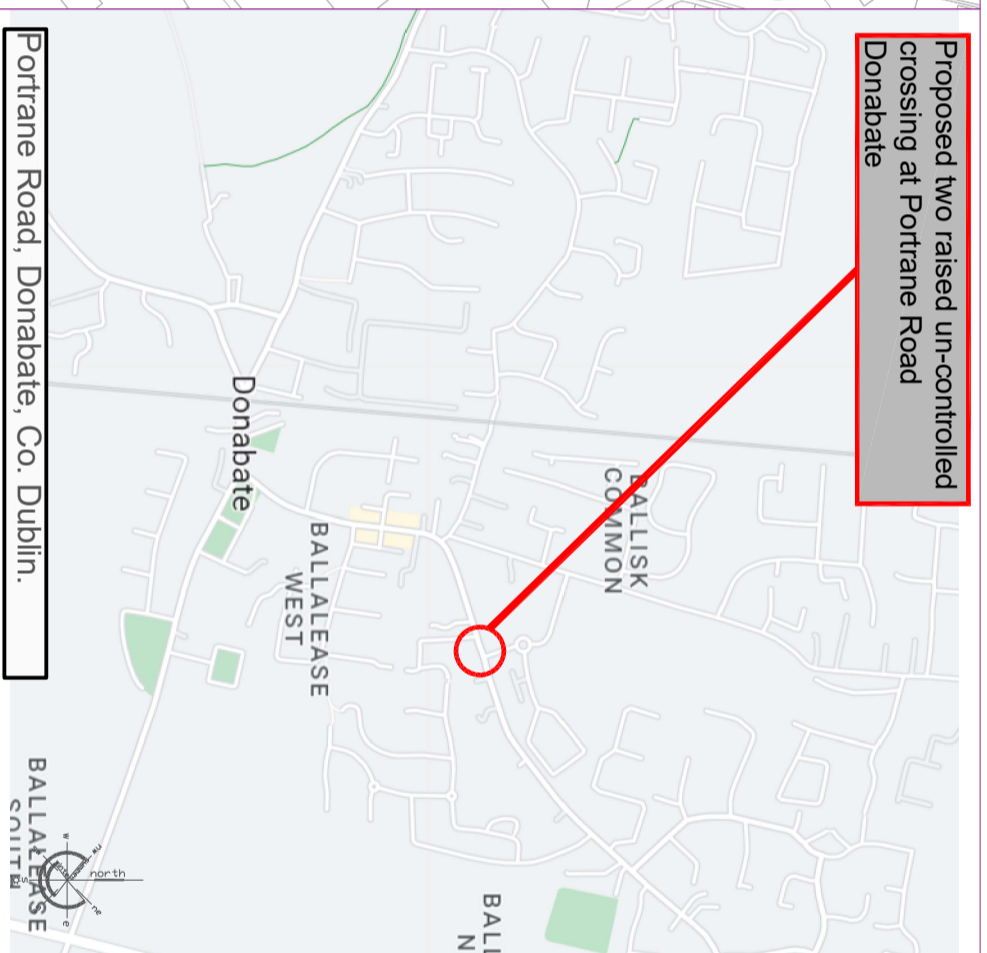 Proposed two raised un-controlled
crossing at Portrane Road
Donabate
BALLISK
COMMON
Donabate
BALLALEASE
WEST
BALLALEASE
north
w
e
ne
Portrane Road, Donabate, Co. Dublin.